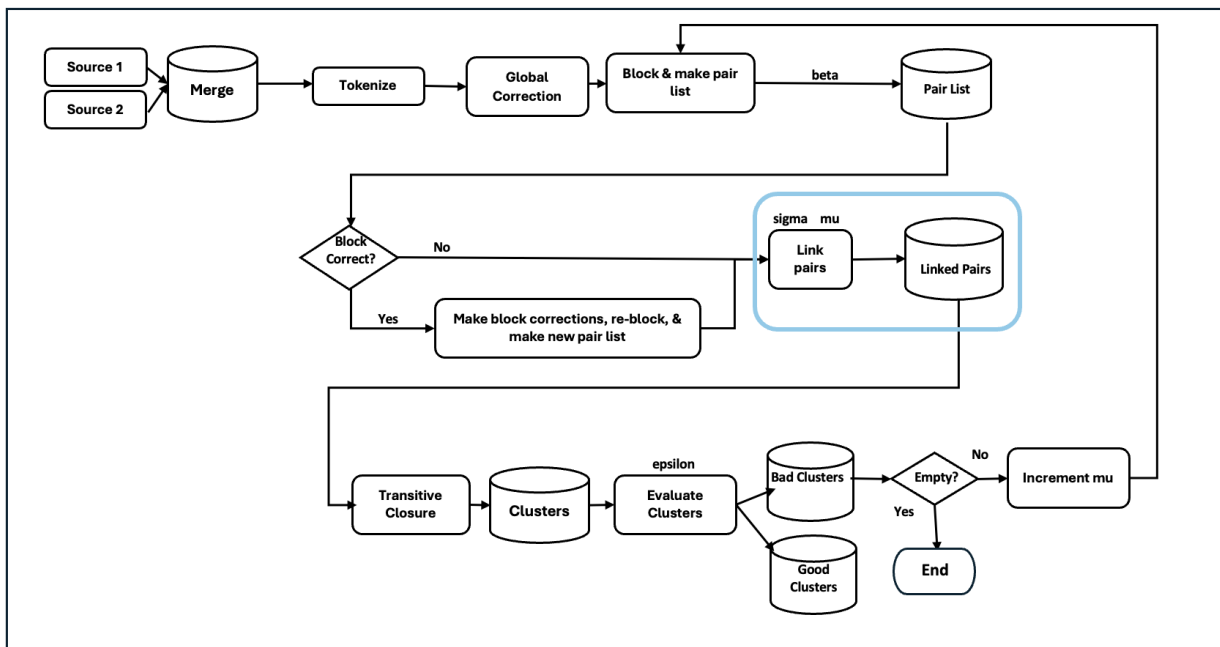 Source 1
Source 2
Merge
Tokenize
Global
Correction
Block & make pair
list
beta
Pair List
Block
Correct?
No
Yes
Make block corrections, re-block, &
make new pair list
sigma mu
Link
pairs
Linked Pairs
Transitive
Closure
Clusters
epsilon
Evaluate
Clusters
Bad Clusters
Good
Clusters
Empty?
No
Yes
Increment mu
End